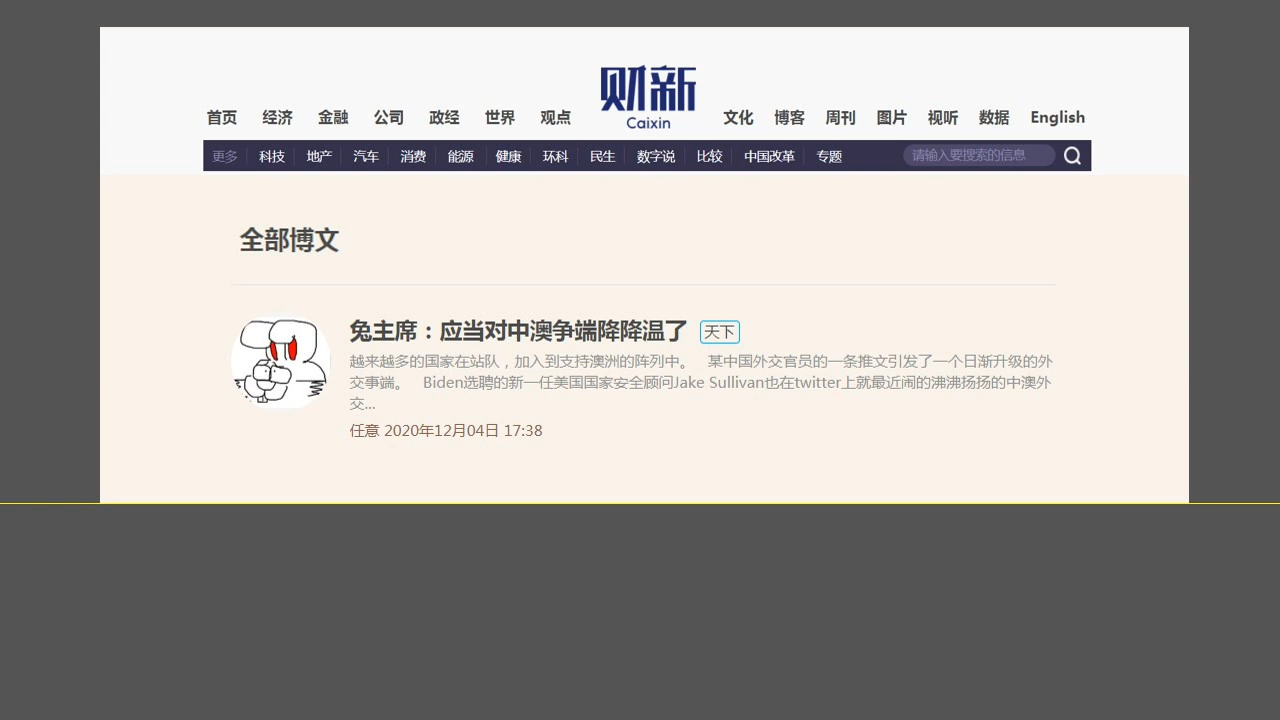 财新
Caixin
首页 经济 金融 公司 政经 世界 观点 文化 博客 周刊 图片 视听 数据 English
更多 科技 地产 汽车 消费 能源 健康 环科 民生 数字说 比较 中国改革 专题 请输入要搜索的信息
全部博文
兔主席：应当对中澳争端降降温了 天下
越来越多的国家在站队，加入到支持澳洲的阵列中。 某中国外交官员的一条推文引发了一个日渐升级的外
交事端。 Biden选聘的新一任美国国家安全顾问Jake Sullivan也在twitter上就最近闹的沸沸扬扬的中澳外
交...
任意 2020年12月04日 17:38